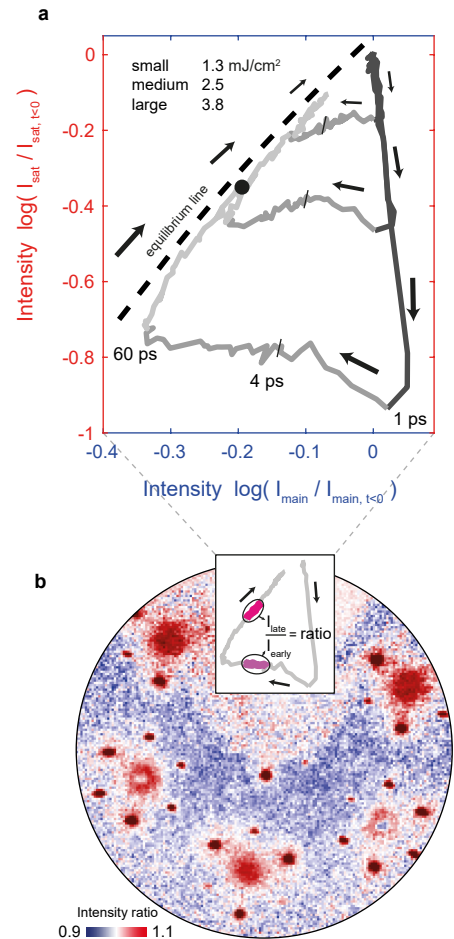 a
small 1.3 mJ/cm²
medium 2.5
large 3.8
equilibrium line
0
-0.2
-0.4
-0.6
-0.8
-1
Intensity log( I_sat / I_sat, t<0 )
60 ps
4 ps
1 ps
-0.4 -0.3 -0.2 -0.1 0
Intensity log( I_main / I_main, t<0 )
b
I_late
= ratio
I_early
Intensity ratio
0.9 1.1